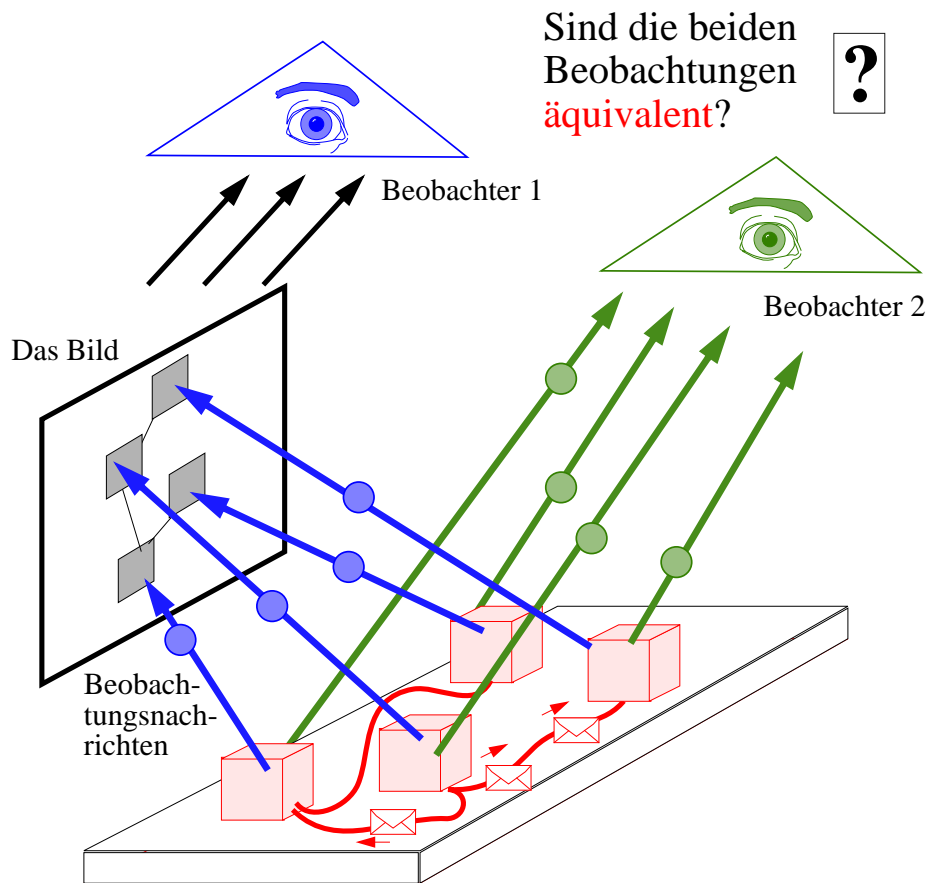 Sind die beiden
Beobachtungen
äquivalent?
?
Beobachter 1
Beobachter 2
Das Bild
Beobach-
tungsnach-
richten